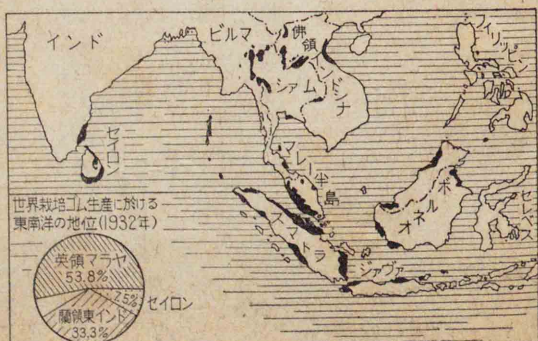 インド
ビルマ
佛領
インドシナ
シァム
フィリッピン
セイロン
マレー半島
スマトラ
ボルネオ
セレベス
ジァヴァ
世界栽培ゴム生産に於ける
東南洋の地位(1932年)
英領マラヤ
53.8%
7.5% セイロン
蘭領東インド
33.3%